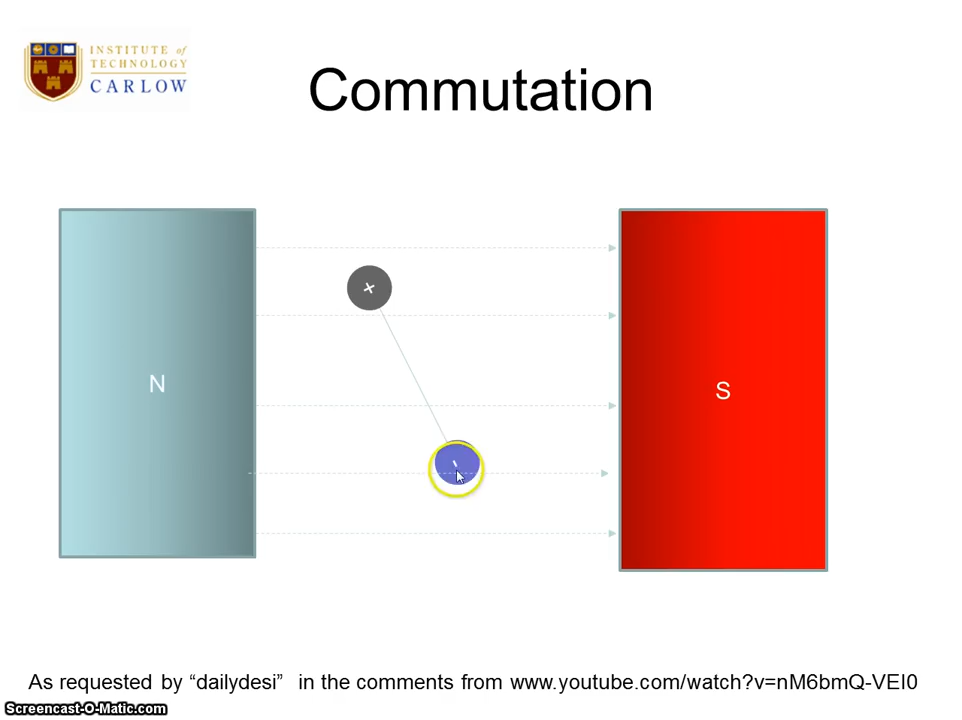 INSTITUTE of
TECHNOLOGY
CARLOW
Commutation
+
N
S
-
As requested by “dailydesi” in the comments from www.youtube.com/watch?v=nM6bmQ-VEI0
Screencast-O-Matic.com